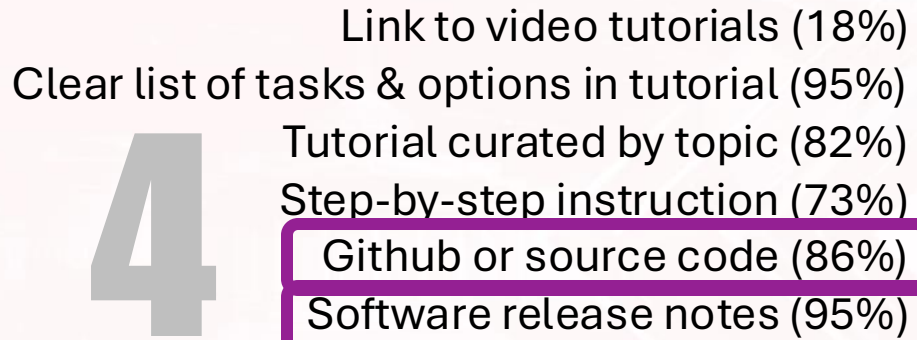 Link to video tutorials (18%)
Clear list of tasks & options in tutorial (95%)
Tutorial curated by topic (82%)
4
Step-by-step instruction (73%)
Github or source code (86%)
Software release notes (95%)